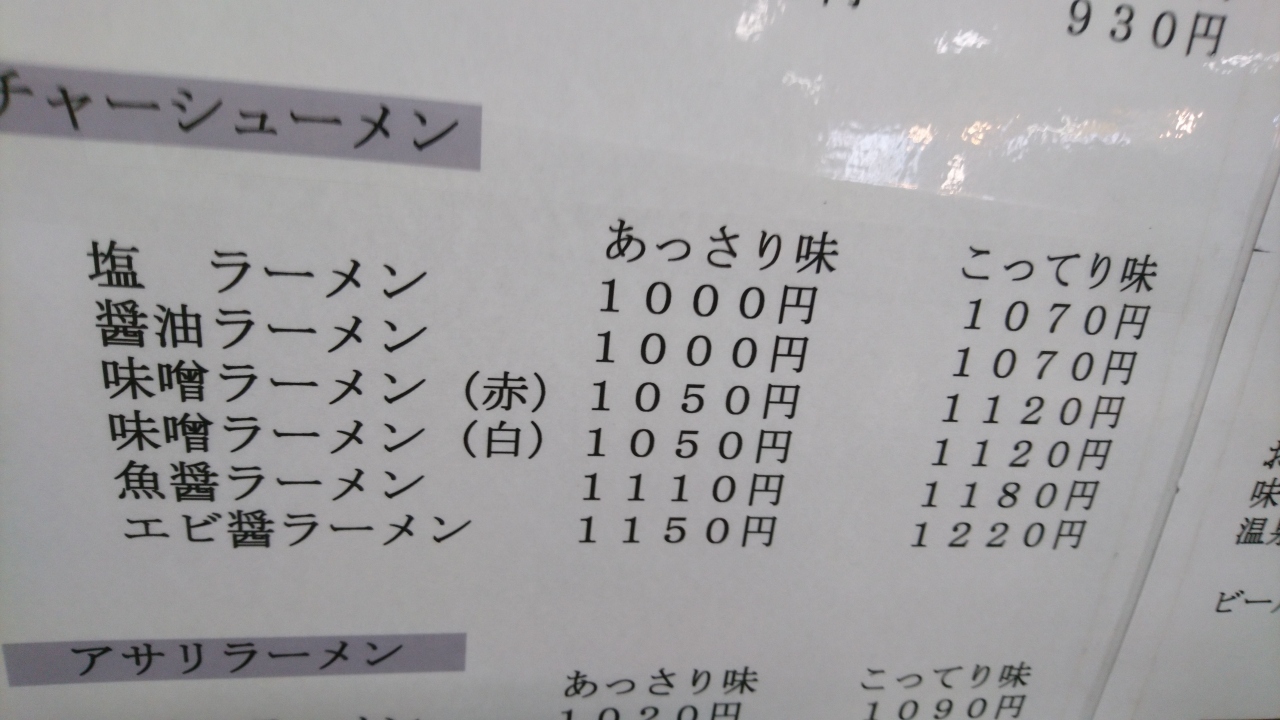 930円
チャーシューメン
あっさり味 こってり味
塩 ラーメン 1000円 1070円
醤油ラーメン 1000円 1070円
味噌ラーメン（赤） 1050円 1120円
味噌ラーメン（白） 1050円 1120円
魚醤ラーメン 1110円 1180円
エビ醤ラーメン 1150円 1220円
アサリラーメン
あっさり味 こってり味
1020円 1090円
味
ビール